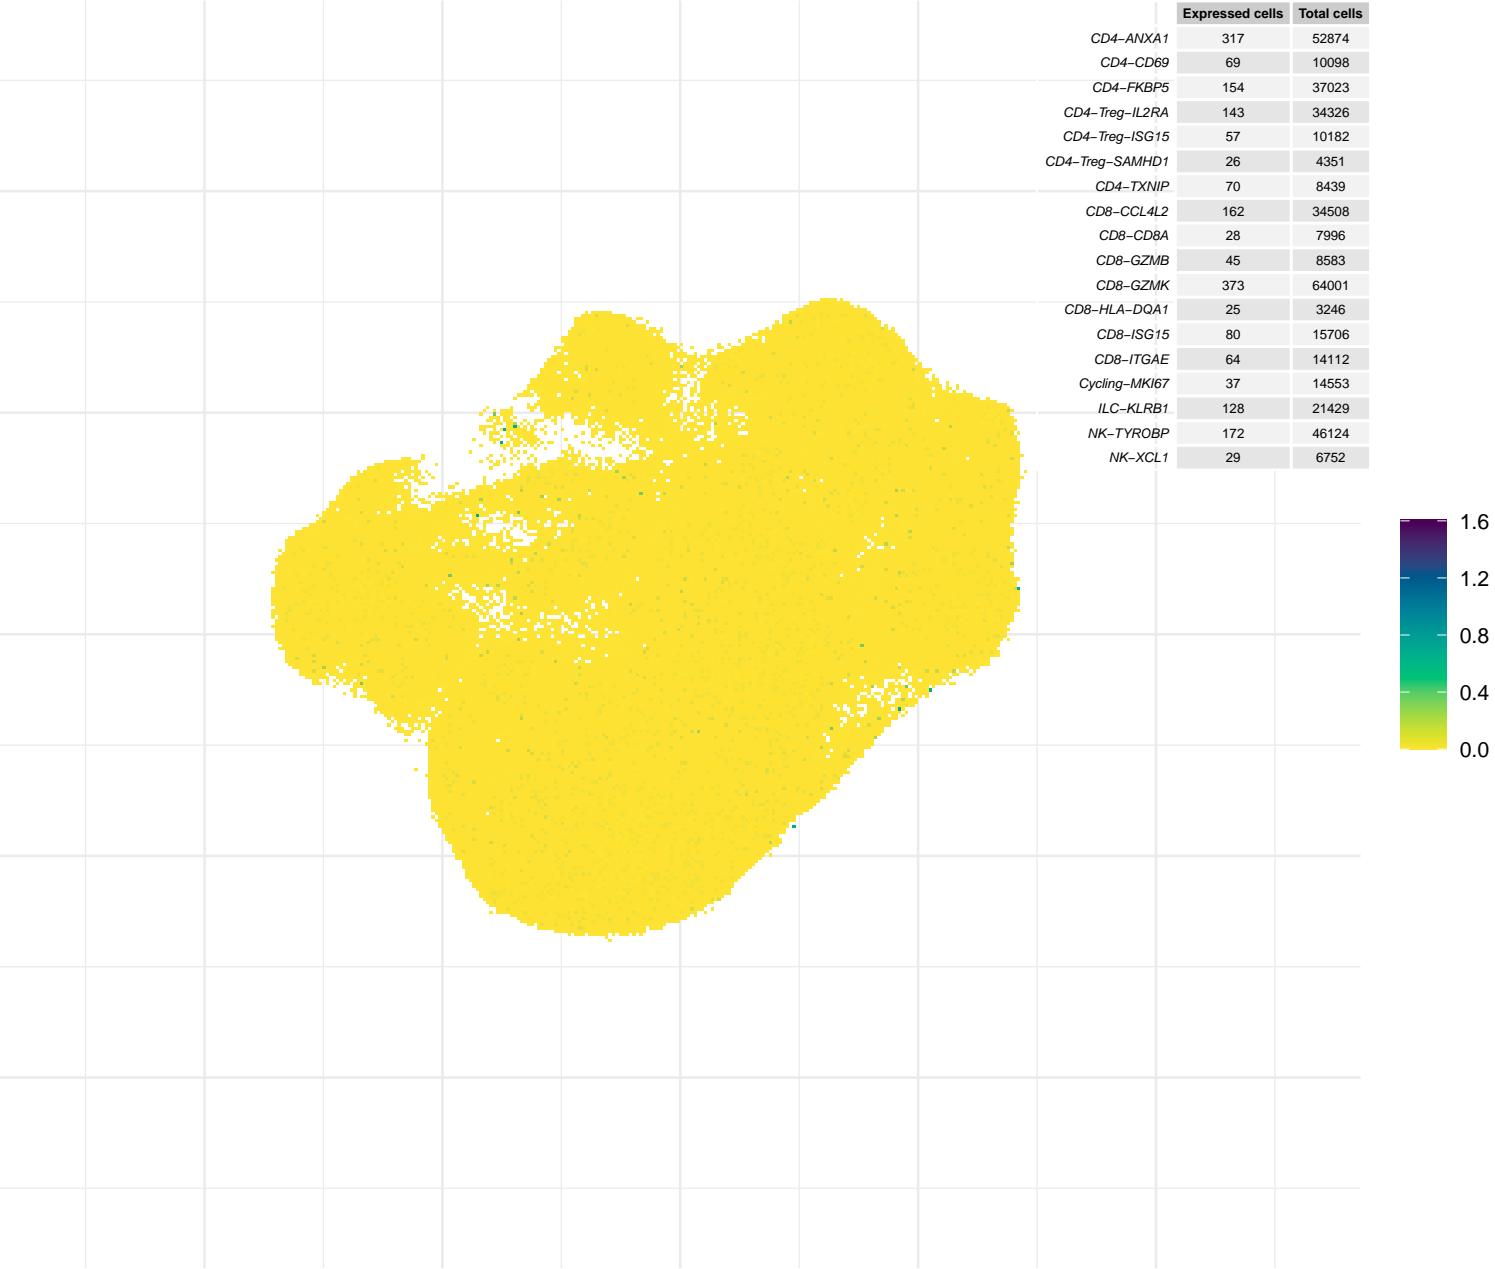 Expressed cells Total cells
CD4−ANXA1 317 52874
CD4−CD69 69 10098
CD4−FKBP5 154 37023
CD4−Treg−IL2RA 143 34326
CD4−Treg−ISG15 57 10182
CD4−Treg−SAMHD1 26 4351
CD4−TXNIP 70 8439
CD8−CCL4L2 162 34508
CD8−CD8A 28 7996
CD8−GZMB 45 8583
CD8−GZMK 373 64001
CD8−HLA−DQA1 25 3246
CD8−ISG15 80 15706
CD8−ITGAE 64 14112
Cycling−MKI67 37 14553
ILC−KLRB1 128 21429
NK−TYROBP 172 46124
NK−XCL1 29 6752
1.6
1.2
0.8
0.4
0.0